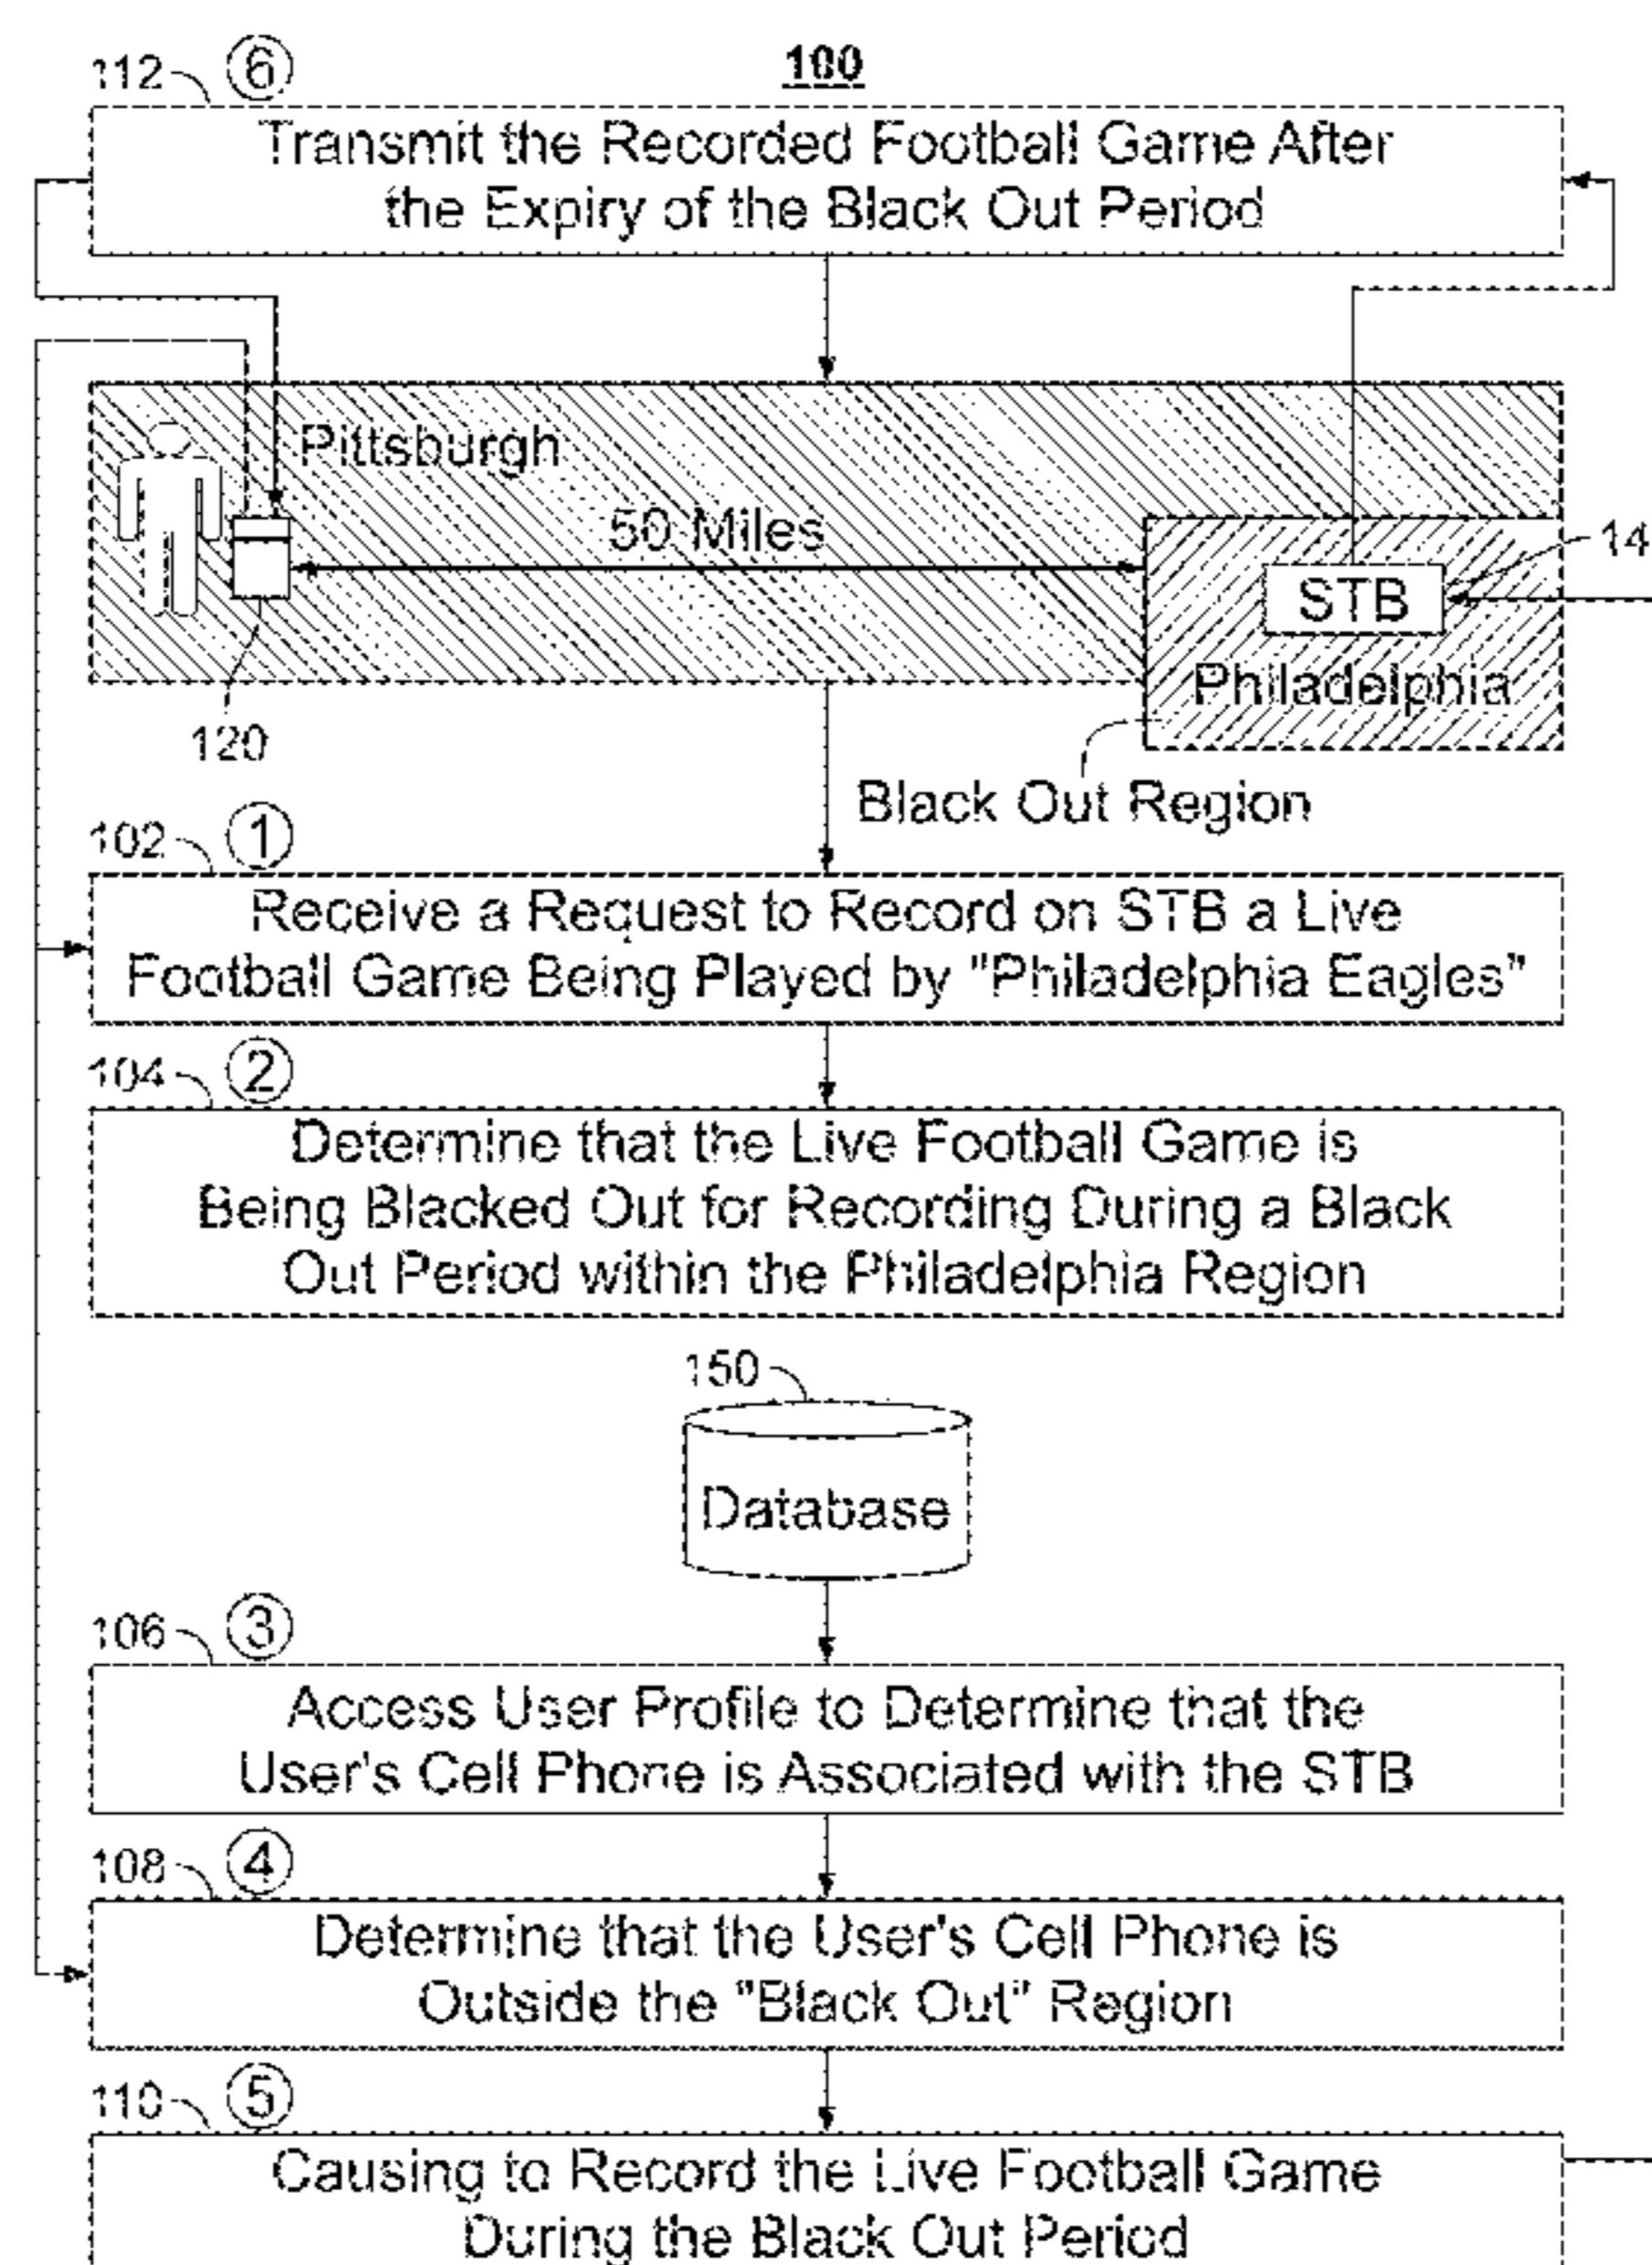 100
112 ⑥
Transmit the Recorded Football Game After
the Expiry of the Black Out Period
Pittsburgh
50 Miles
14
STB
Philadelphia
120
Black Out Region
102 ①
Receive a Request to Record on STB a Live
Football Game Being Played by "Philadelphia Eagles"
104 ②
Determine that the Live Football Game is
Being Blacked Out for Recording During a Black
Out Period within the Philadelphia Region
150
Database
106 ③
Access User Profile to Determine that the
User's Cell Phone is Associated with the STB
108 ④
Determine that the User's Cell Phone is
Outside the "Black Out" Region
110 ⑤
Causing to Record the Live Football Game
During the Black Out Period